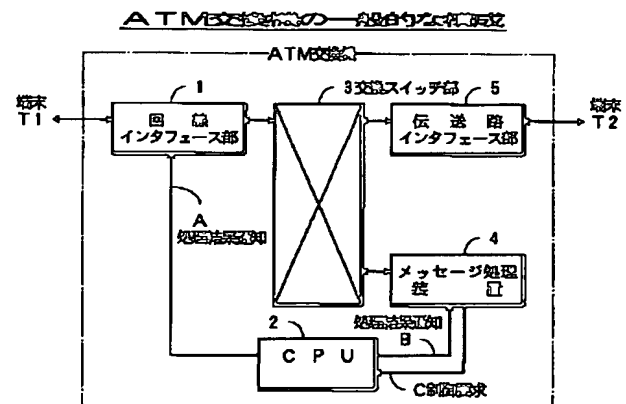 ATM交換機の一般的な構成
ATM交換機
1
3交換スイッチ部
5
端末
T1
回線
インタフェース部
伝送路
インタフェース部
端末
T2
A
処理結果通知
4
メッセージ処理
装置
処理結果通知
B
2
CPU
C制御要求